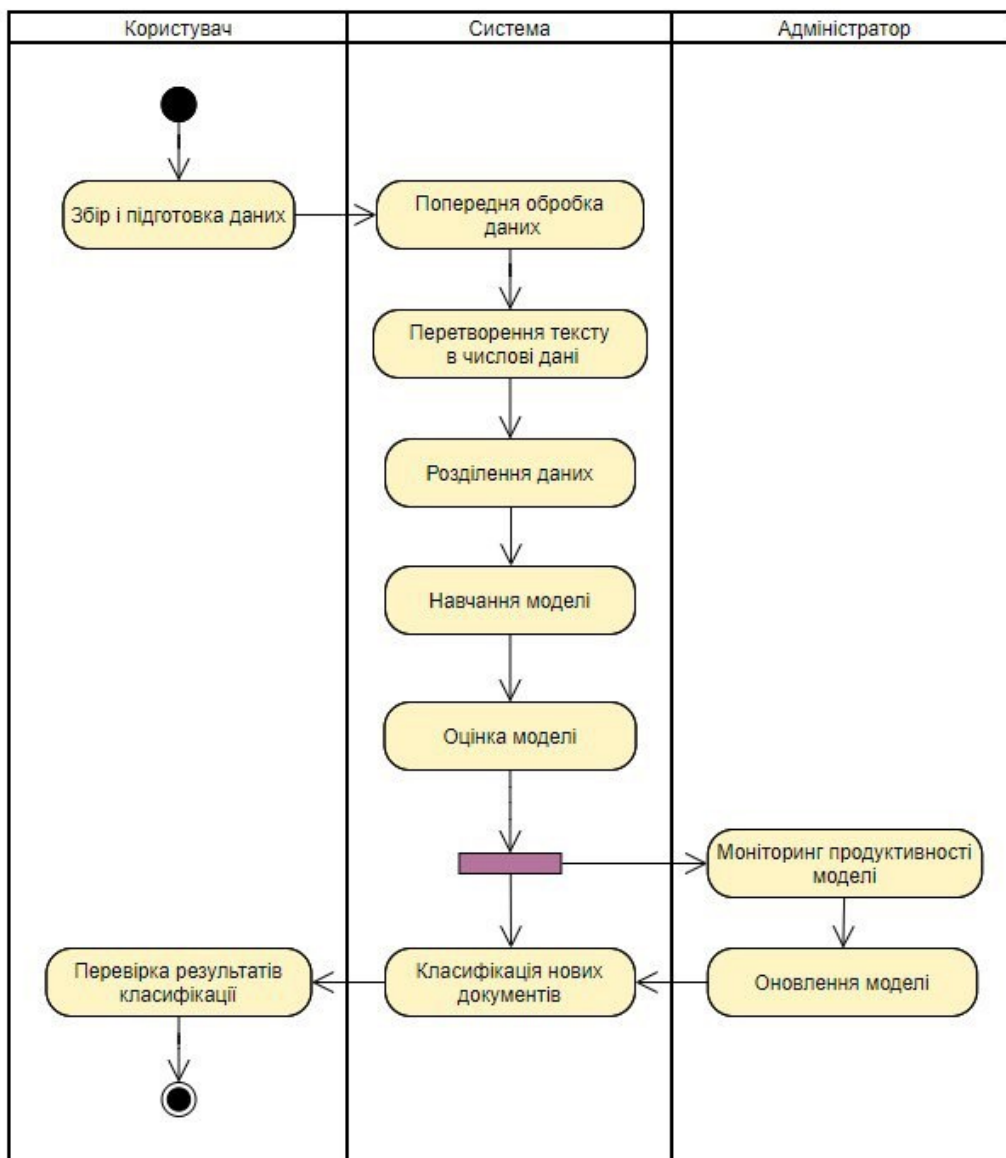 Користувач
Система
Адміністратор
Збір і підготовка даних
Попередня обробка
даних
Перетворення тексту
в числові дані
Розділення даних
Навчання моделі
Оцінка моделі
Моніторинг продуктивності
моделі
Перевірка результатів
класифікації
Класифікація нових
документів
Оновлення моделі